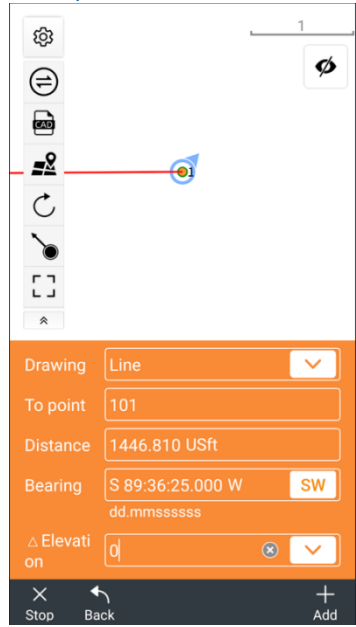 1
CAD
1
Drawing Line
To point 101
Distance 1446.810 USft
Bearing S 89:36:25.000 W SW
dd.mmssssss
△ Elevati
on 0
Stop Back Add